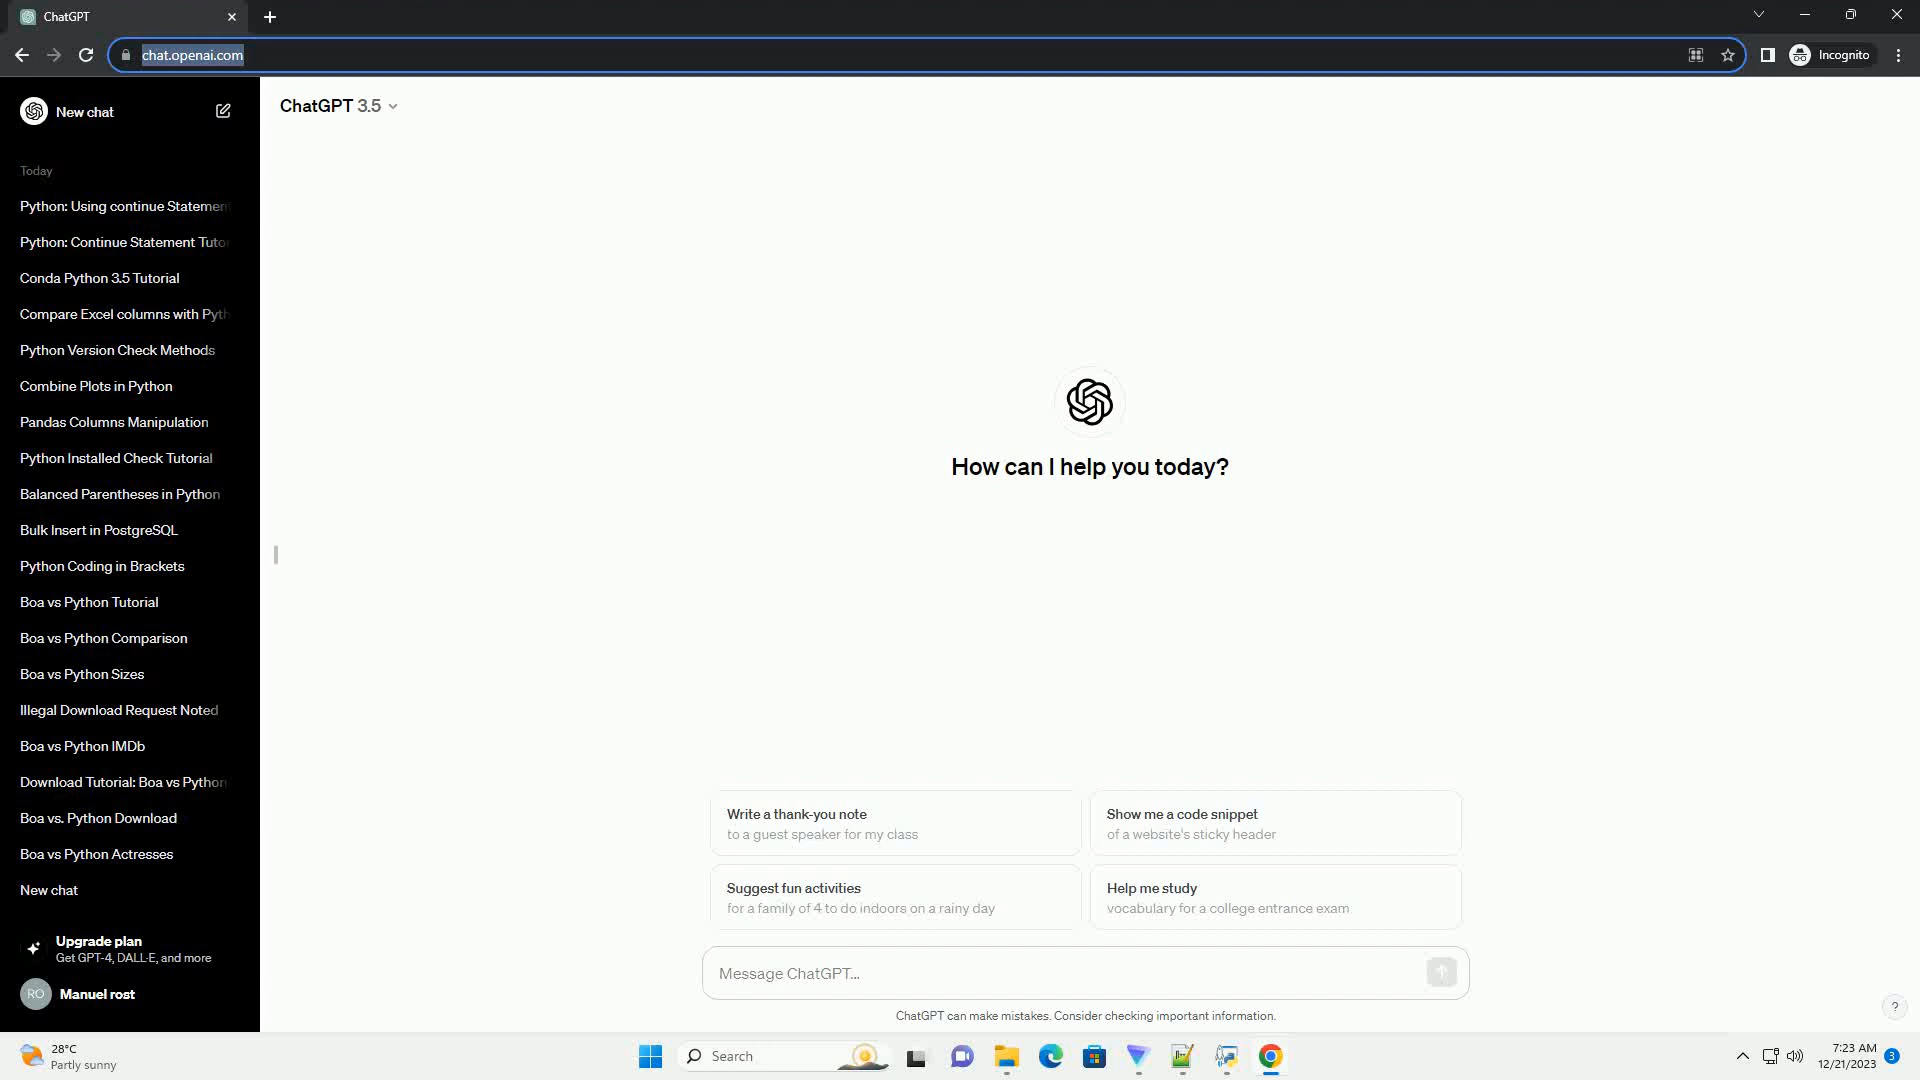 ChatGPT
chat.openai.com
Incognito
New chat
ChatGPT 3.5
Today
Python: Using continue Statement
Python: Continue Statement Tutor
Conda Python 3.5 Tutorial
Compare Excel columns with Pyth
Python Version Check Methods
Combine Plots in Python
Pandas Columns Manipulation
Python Installed Check Tutorial
Balanced Parentheses in Python
Bulk Insert in PostgreSQL
Python Coding in Brackets
Boa vs Python Tutorial
Boa vs Python Comparison
Boa vs Python Sizes
Illegal Download Request Noted
Boa vs Python IMDb
Download Tutorial: Boa vs Python
Boa vs. Python Download
Boa vs Python Actresses
New chat
Upgrade plan
Get GPT-4, DALL·E, and more
RO
Manuel rost
How can I help you today?
Write a thank-you note
to a guest speaker for my class
Show me a code snippet
of a website's sticky header
Suggest fun activities
for a family of 4 to do indoors on a rainy day
Help me study
vocabulary for a college entrance exam
Message ChatGPT...
ChatGPT can make mistakes. Consider checking important information.
?
28°C
Partly sunny
Search
7:23 AM
12/21/2023
3